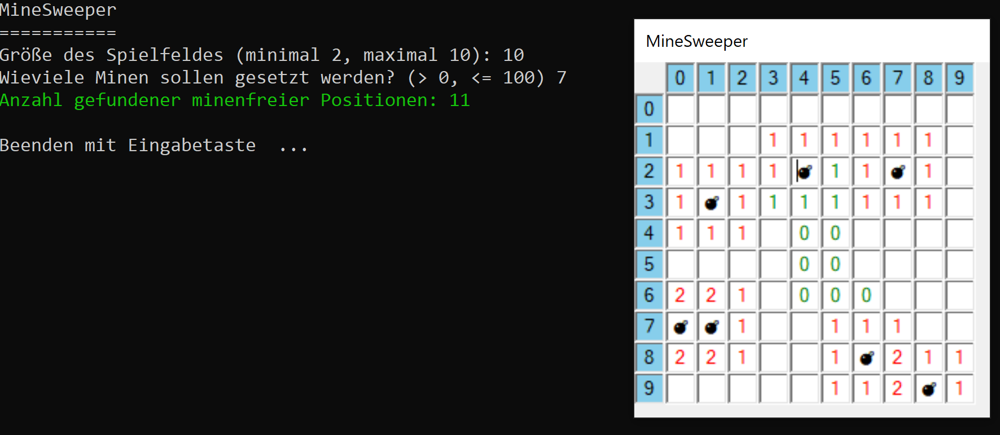 MineSweeper
===========
Größe des Spielfeldes (minimal 2, maximal 10): 10
Wieviele Minen sollen gesetzt werden? (> 0, <= 100) 7
Anzahl gefundener minenfreier Positionen: 11
Beenden mit Eingabetaste  ...
MineSweeper
0 1 2 3 4 5 6 7 8 9
0
1 1 1 1 1 1 1
2 1 1 1 1 1 1 1
3 1 1 1 1 1 1 1 1
4 1 1 1 0 0
5 0 0
6 2 2 1 0 0 0
7 1 1 1 1
8 2 2 1 1 2 1 1
9 1 1 2 1